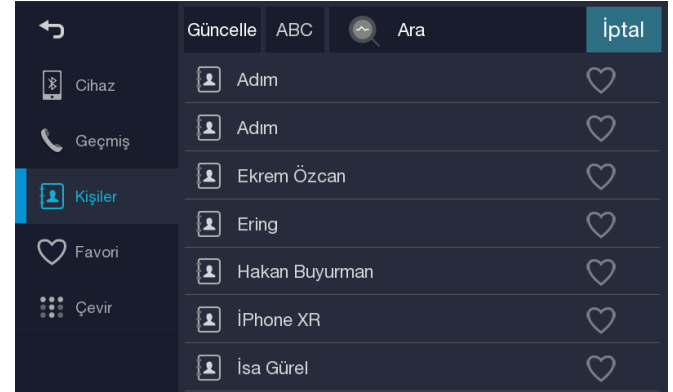 Güncelle ABC Ara İptal
Cihaz
Geçmiş
Kişiler
Favori
Çevir
Adım
Adım
Ekrem Özcan
Ering
Hakan Buyurman
İPhone XR
İsa Gürel